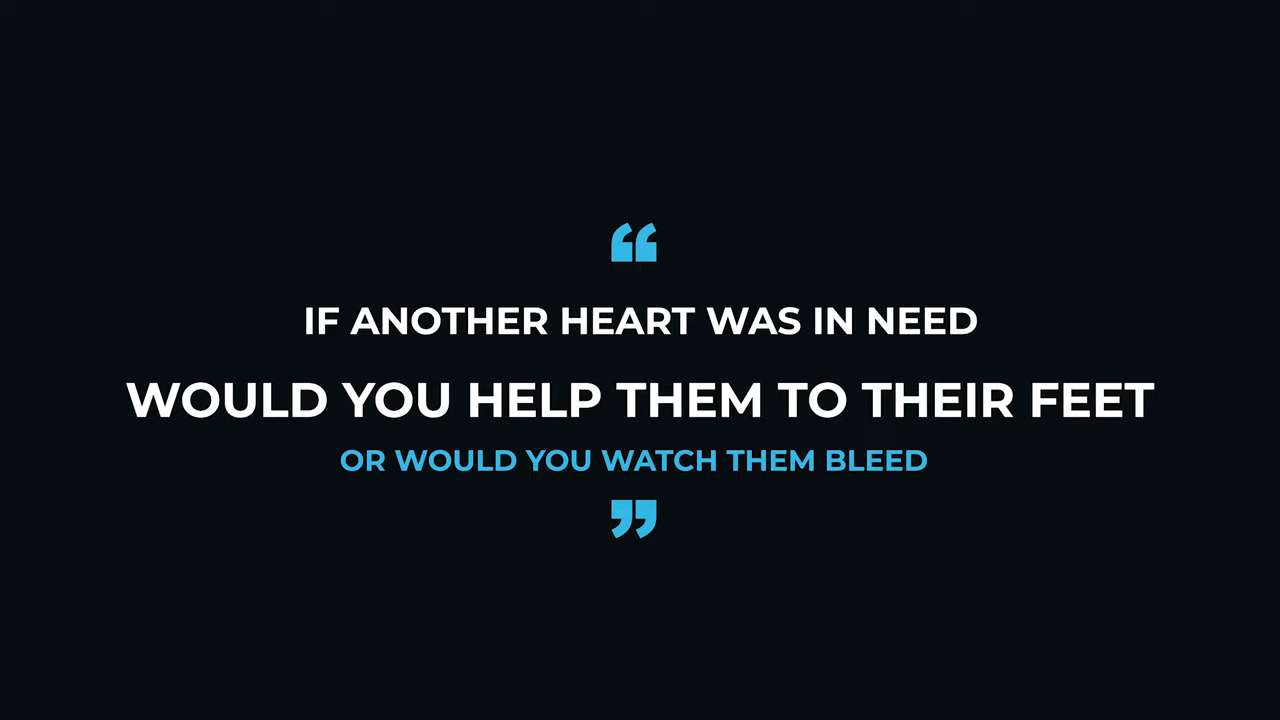 “
IF ANOTHER HEART WAS IN NEED
WOULD YOU HELP THEM TO THEIR FEET
OR WOULD YOU WATCH THEM BLEED
”